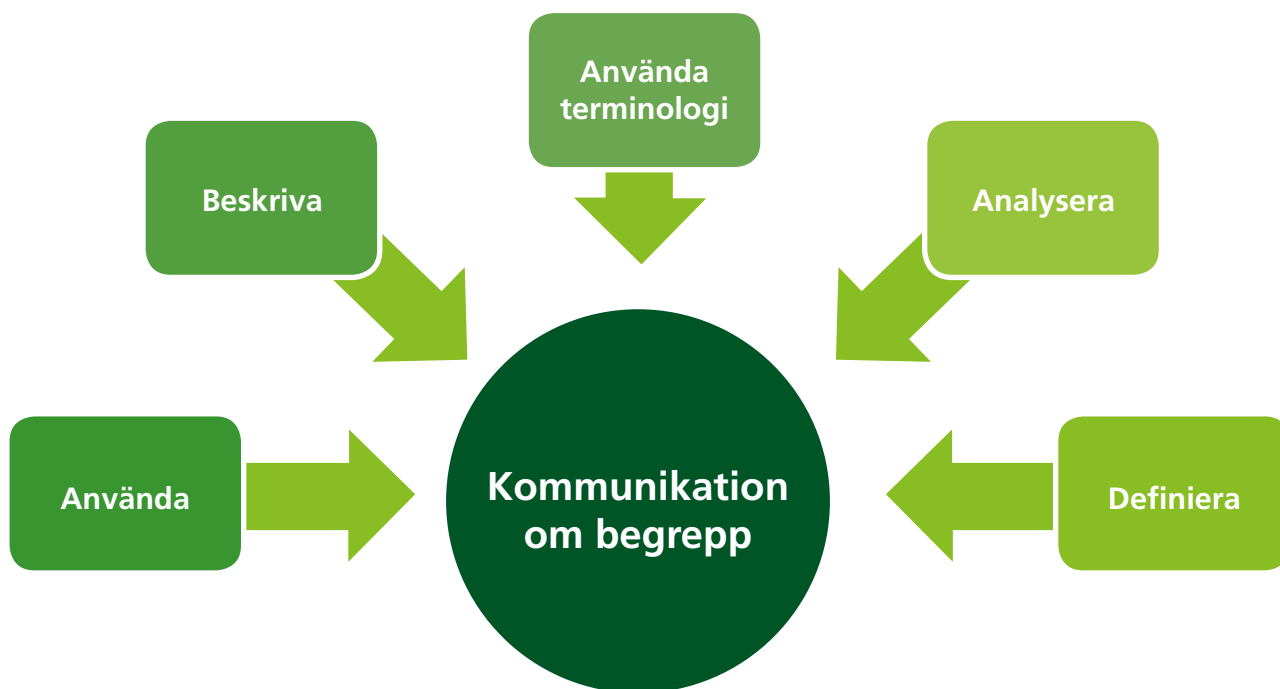 Använda
terminologi
Beskriva
Analysera
Använda
Kommunikation
om begrepp
Definiera